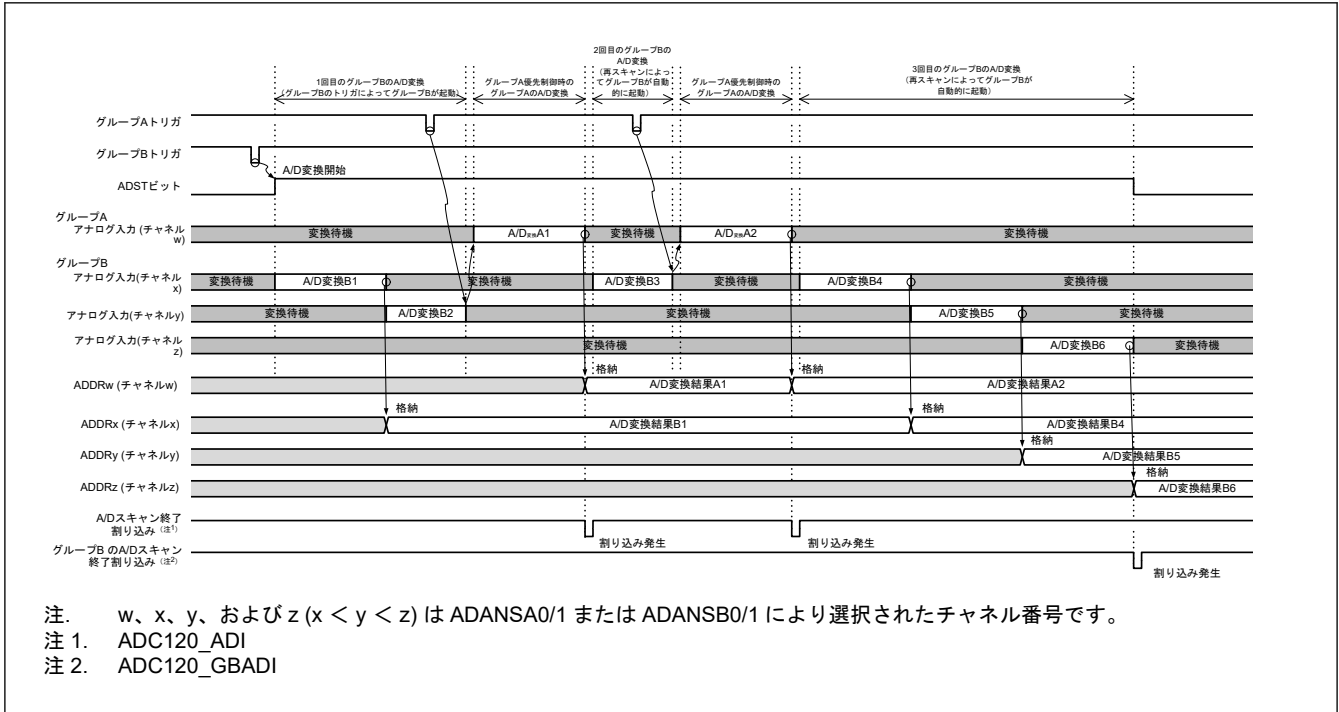 1回目のグループBのA/D変換
(グループBのトリガによってグループBが起動)
グループA優先制御時の
グループAのA/D変換
2回目のグループBの
A/D変換
(再スキャンによっ
てグループBが自動
的に起動)
グループA優先制御時の
グループAのA/D変換
3回目のグループBのA/D変換
(再スキャンによってグループBが
自動的に起動)
グループAトリガ
グループBトリガ
ADSTビット
A/D変換開始
グループA
アナログ入力 (チャネル
w)
変換待機
A/D変換A1
変換待機
A/D変換A2
変換待機
グループB
アナログ入力(チャネル
x)
変換待機
A/D変換B1
変換待機
A/D変換B3
変換待機
A/D変換B4
変換待機
アナログ入力(チャネルy)
変換待機
A/D変換B2
変換待機
A/D変換B5
変換待機
アナログ入力(チャネル
z)
変換待機
A/D変換B6
変換待機
格納
格納
ADDRw (チャネルw)
A/D変換結果A1
A/D変換結果A2
格納
格納
ADDRx (チャネルx)
A/D変換結果B1
A/D変換結果B4
格納
ADDRy (チャネルy)
A/D変換結果B5
格納
ADDRz (チャネルz)
A/D変換結果B6
A/Dスキャン終了
割り込み (注1)
割り込み発生
割り込み発生
グループB のA/Dスキャン
終了割り込み (注2)
割り込み発生
注. w、x、y、および z (x < y < z) は ADANSA0/1 または ADANSB0/1 により選択されたチャネル番号です。
注 1. ADC120_ADI
注 2. ADC120_GBADI